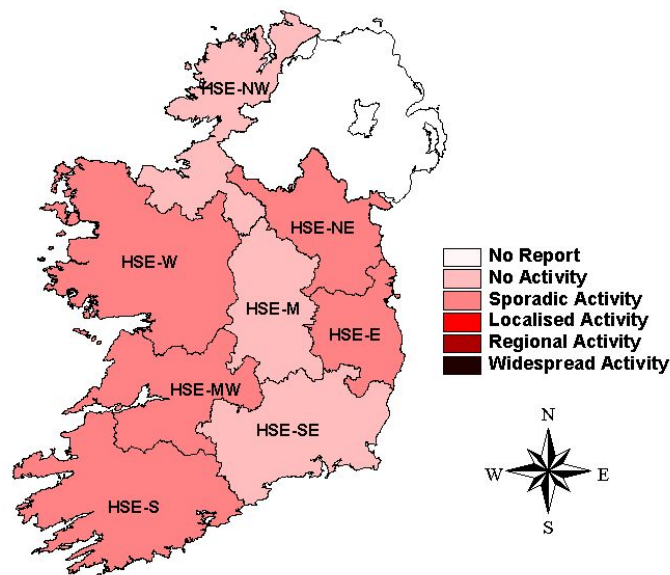 HSE-NW
HSE-NE
HSE-W
HSE-M
HSE-E
HSE-MW
HSE-SE
HSE-S
No Report
No Activity
Sporadic Activity
Localised Activity
Regional Activity
Widespread Activity
N
W E
S